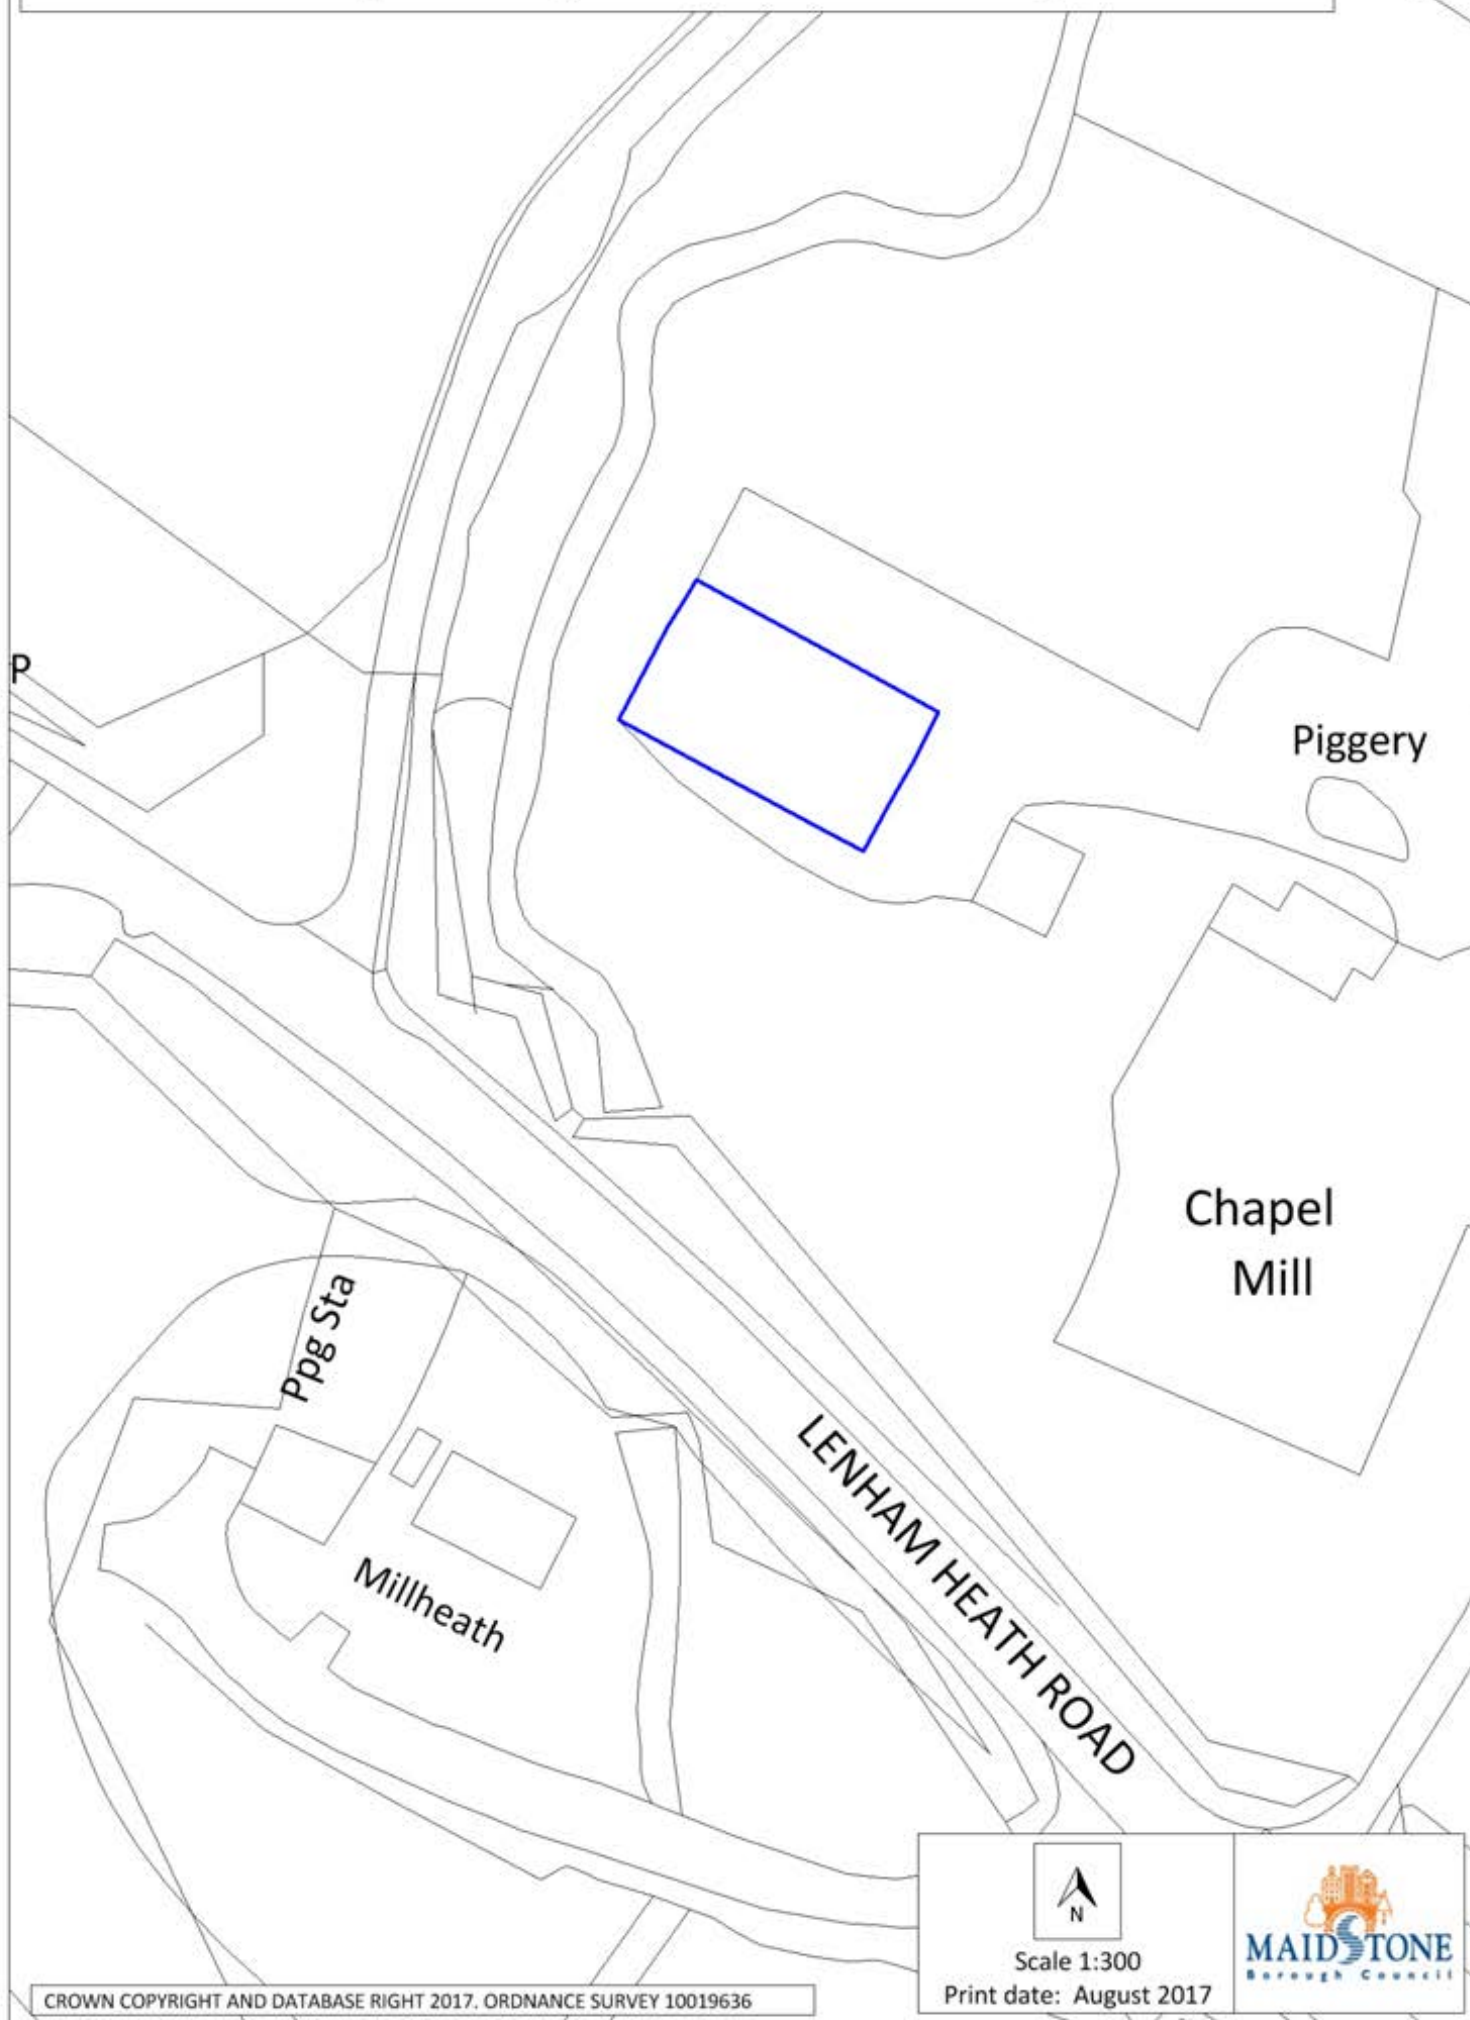 P
Piggery
Chapel
Mill
Ppg Sta
Millheath
LENHAM HEATH ROAD
N
Scale 1:300
Print date: August 2017
MAIDSTONE
Borough Council
CROWN COPYRIGHT AND DATABASE RIGHT 2017. ORDNANCE SURVEY 10019636